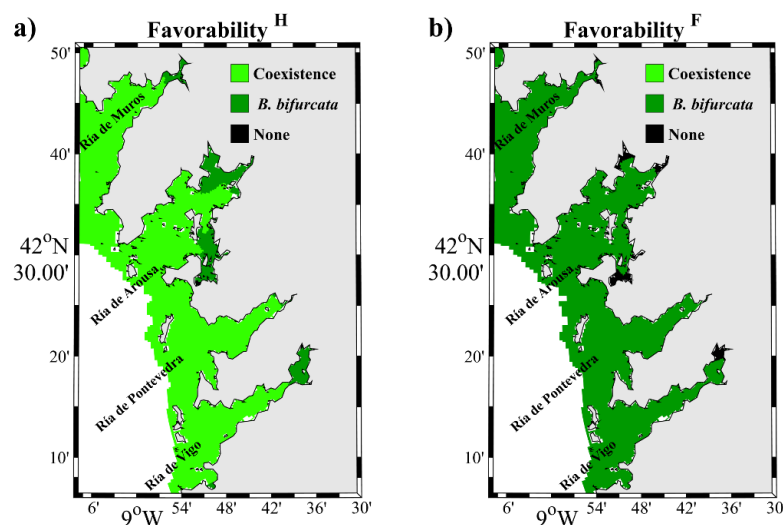 a)
Favorability H
50'
40'
42°N
30.00'
20'
10'
Coexistence
B. bifurcata
None
Ría de Muros
Ría de Arousa
Ría de Pontevedra
Ría de Vigo
6'
9°W
54'
48'
42'
36'
30'
b)
Favorability F
50'
40'
42°N
30.00'
20'
10'
Coexistence
B. bifurcata
None
Ría de Muros
Ría de Arousa
Ría de Pontevedra
Ría de Vigo
6'
9°W
54'
48'
42'
36'
30'